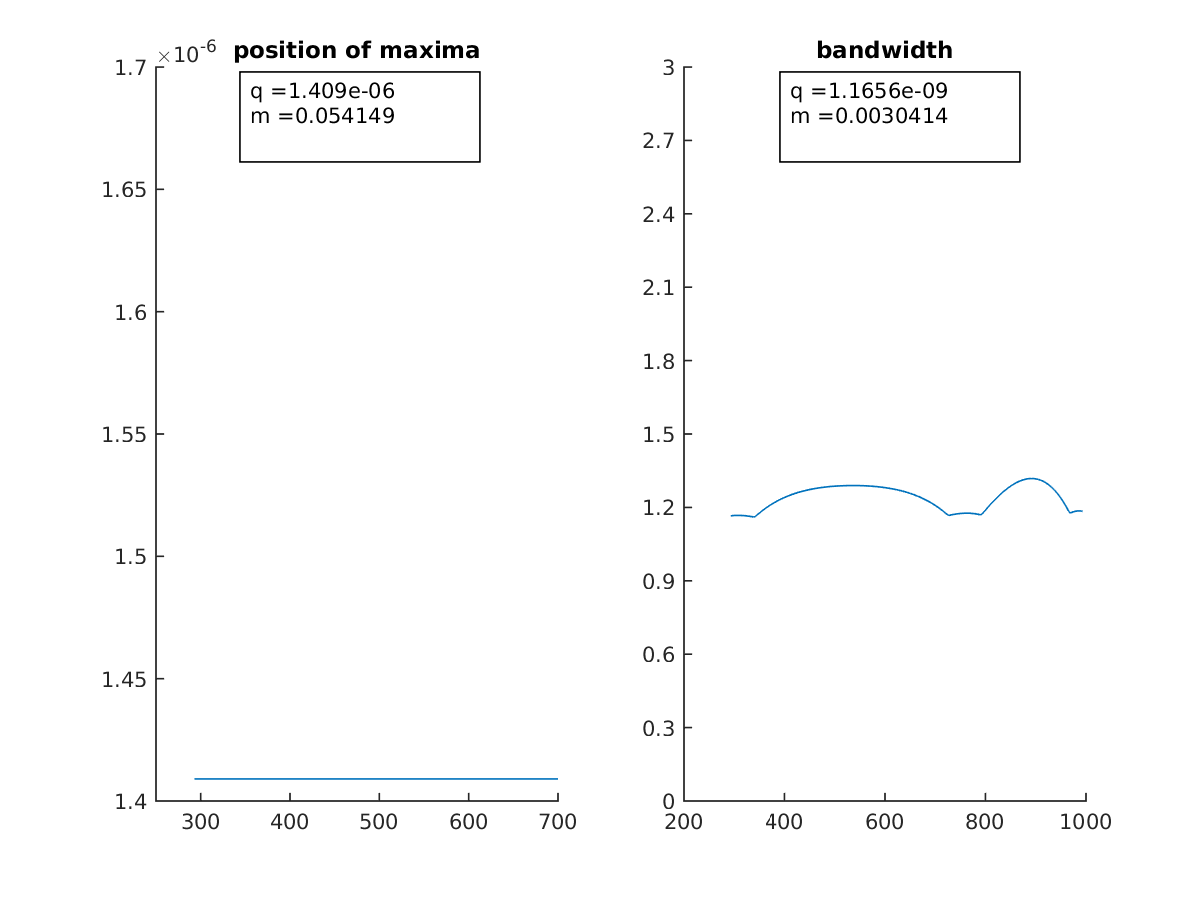 ×10-6
position of maxima
q =1.409e-06
m =0.054149
1.7
1.65
1.6
1.55
1.5
1.45
1.4
300 400 500 600 700
bandwidth
q =1.1656e-09
m =0.0030414
3
2.7
2.4
2.1
1.8
1.5
1.2
0.9
0.6
0.3
0
200 400 600 800 1000